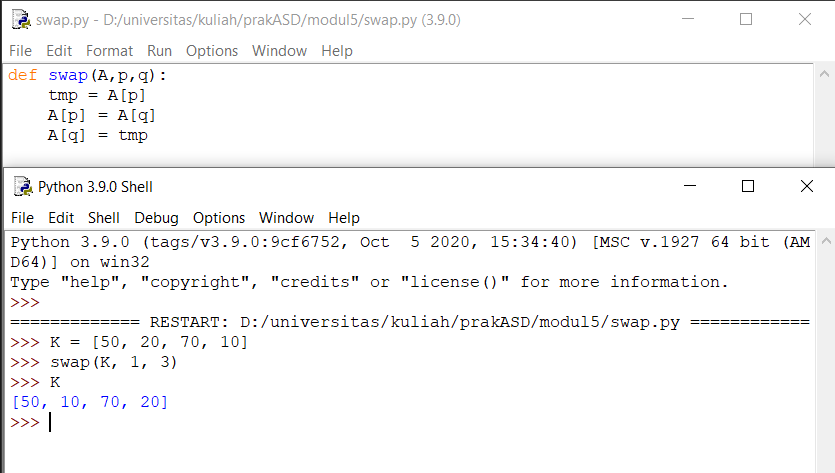 swap.py - D:/universitas/kuliah/prakASD/modul5/swap.py (3.9.0)
File Edit Format Run Options Window Help
def swap(A,p,q):
    tmp = A[p]
    A[p] = A[q]
    A[q] = tmp
Python 3.9.0 Shell
File Edit Shell Debug Options Window Help
Python 3.9.0 (tags/v3.9.0:9cf6752, Oct  5 2020, 15:34:40) [MSC v.1927 64 bit (AM
D64)] on win32
Type "help", "copyright", "credits" or "license()" for more information.
>>>
============= RESTART: D:/universitas/kuliah/prakASD/modul5/swap.py ============
>>> K = [50, 20, 70, 10]
>>> swap(K, 1, 3)
>>> K
[50, 10, 70, 20]
>>>